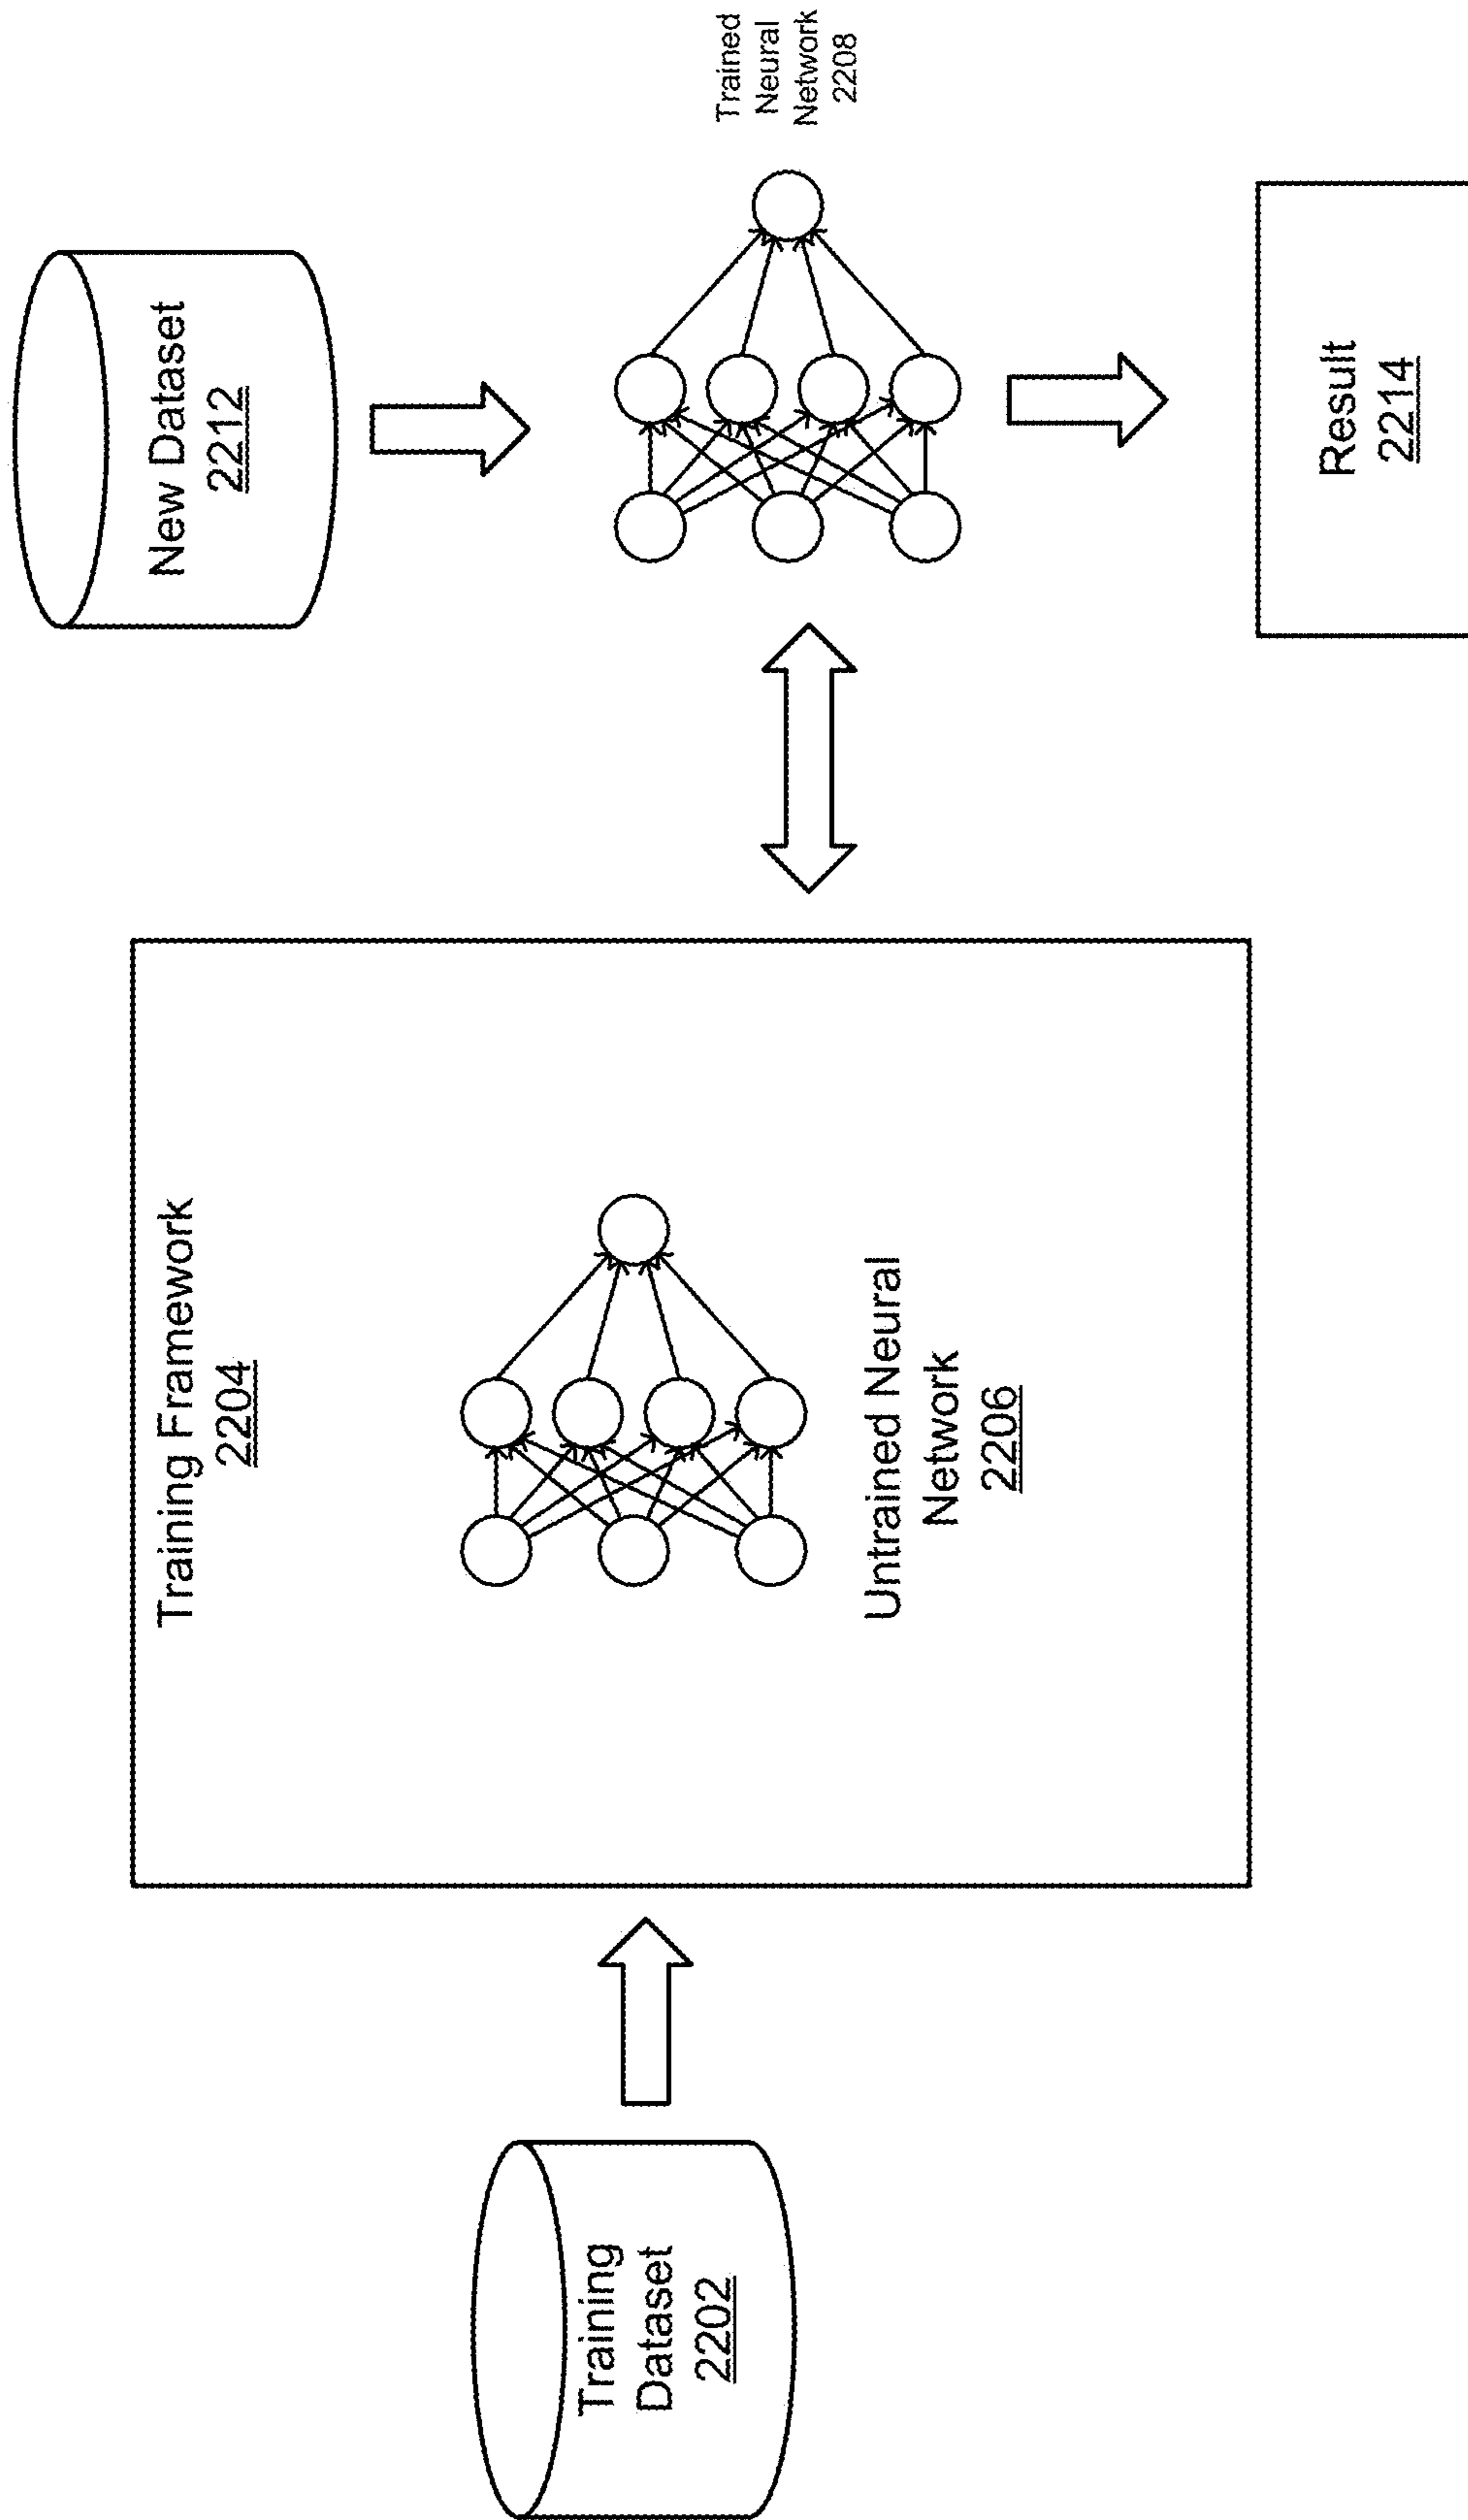 Training
Dataset
2202
Training Framework
2204
Untrained Neural
Network
2206
New Dataset
2212
Trained
Neural
Network
2208
Result
2214